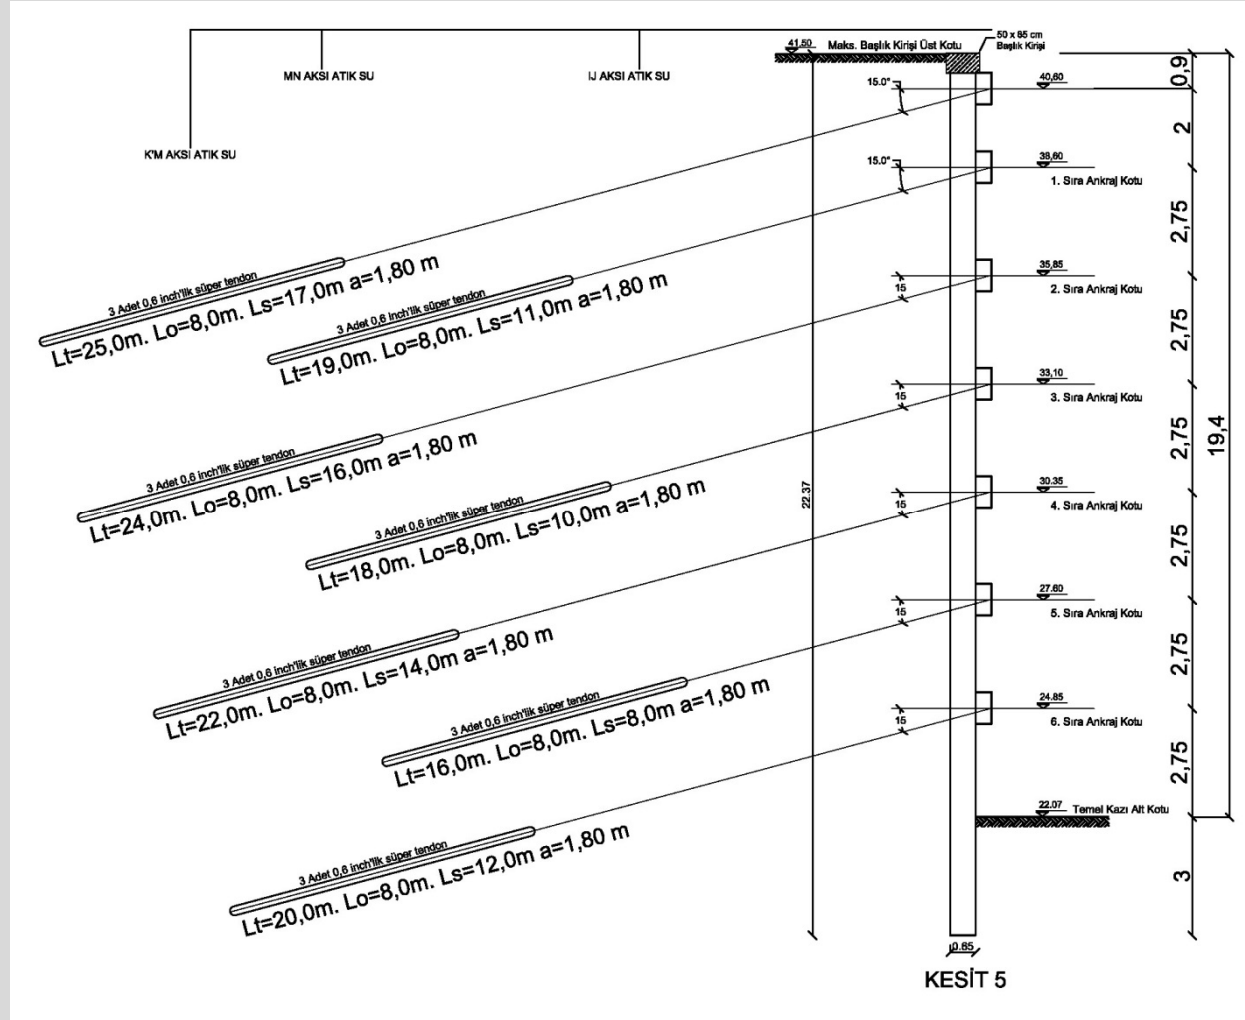 MN AKSI ATIK SU
IJ AKSI ATIK SU
K'M AKSI ATIK SU
41.50
Maks. Başlık Kirişi Üst Kotu
50 x 85 cm
Başlık Kirişi
15.0°
40,60
0,9
2
15.0°
38,60
1. Sıra Ankraj Kotu
2,75
3 Adet 0,6 inch'lik süper tendon
Lt=25,0m. Lo=8,0m. Ls=17,0m a=1,80 m
3 Adet 0,6 inch'lik süper tendon
Lt=19,0m. Lo=8,0m. Ls=11,0m a=1,80 m
15
35,85
2. Sıra Ankraj Kotu
2,75
15
33,10
3. Sıra Ankraj Kotu
2,75
19,4
3 Adet 0,6 inch'lik süper tendon
Lt=24,0m. Lo=8,0m. Ls=16,0m a=1,80 m
3 Adet 0,6 inch'lik süper tendon
Lt=18,0m. Lo=8,0m. Ls=10,0m a=1,80 m
22.37
15
30.35
4. Sıra Ankraj Kotu
2,75
15
27.60
5. Sıra Ankraj Kotu
2,75
3 Adet 0,6 inch'lik süper tendon
Lt=22,0m. Lo=8,0m. Ls=14,0m a=1,80 m
3 Adet 0,6 inch'lik süper tendon
Lt=16,0m. Lo=8,0m. Ls=8,0m a=1,80 m
15
24.85
6. Sıra Ankraj Kotu
2,75
22.07
Temel Kazı Alt Kotu
3 Adet 0,6 inch'lik süper tendon
Lt=20,0m. Lo=8,0m. Ls=12,0m a=1,80 m
3
0.65
KESİT 5